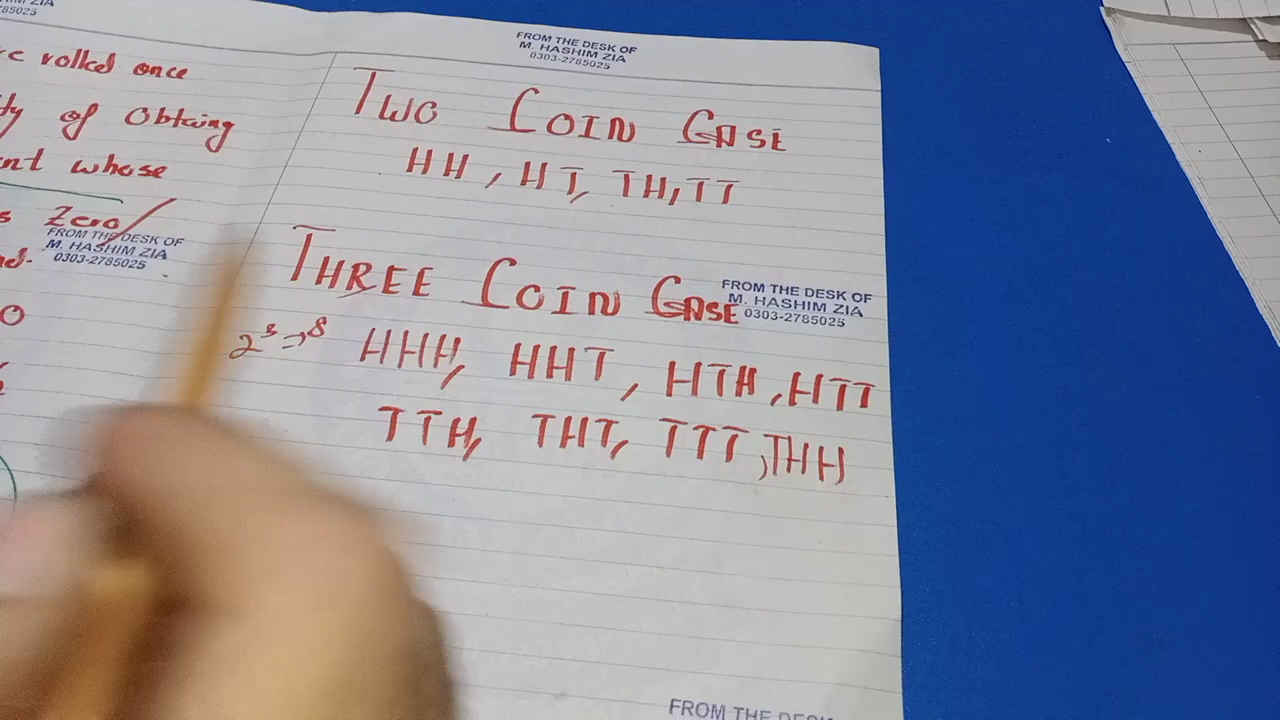 785025
re rolled once
of Obtaing
whose
Zero
FROM THE DESK OF
M. HASHIM ZIA
0303-2785025
FROM THE DESK OF
M. HASHIM ZIA
0303-2785025
TWO COIN CASE
HH, HT, TH, TT
THREE COIN CASE
FROM THE DESK OF
M. HASHIM ZIA
0303-2785025
2³ => 8 HHH, HHT, HTH, HTT
TTH, THT, TTT, THH
FROM THE DESK